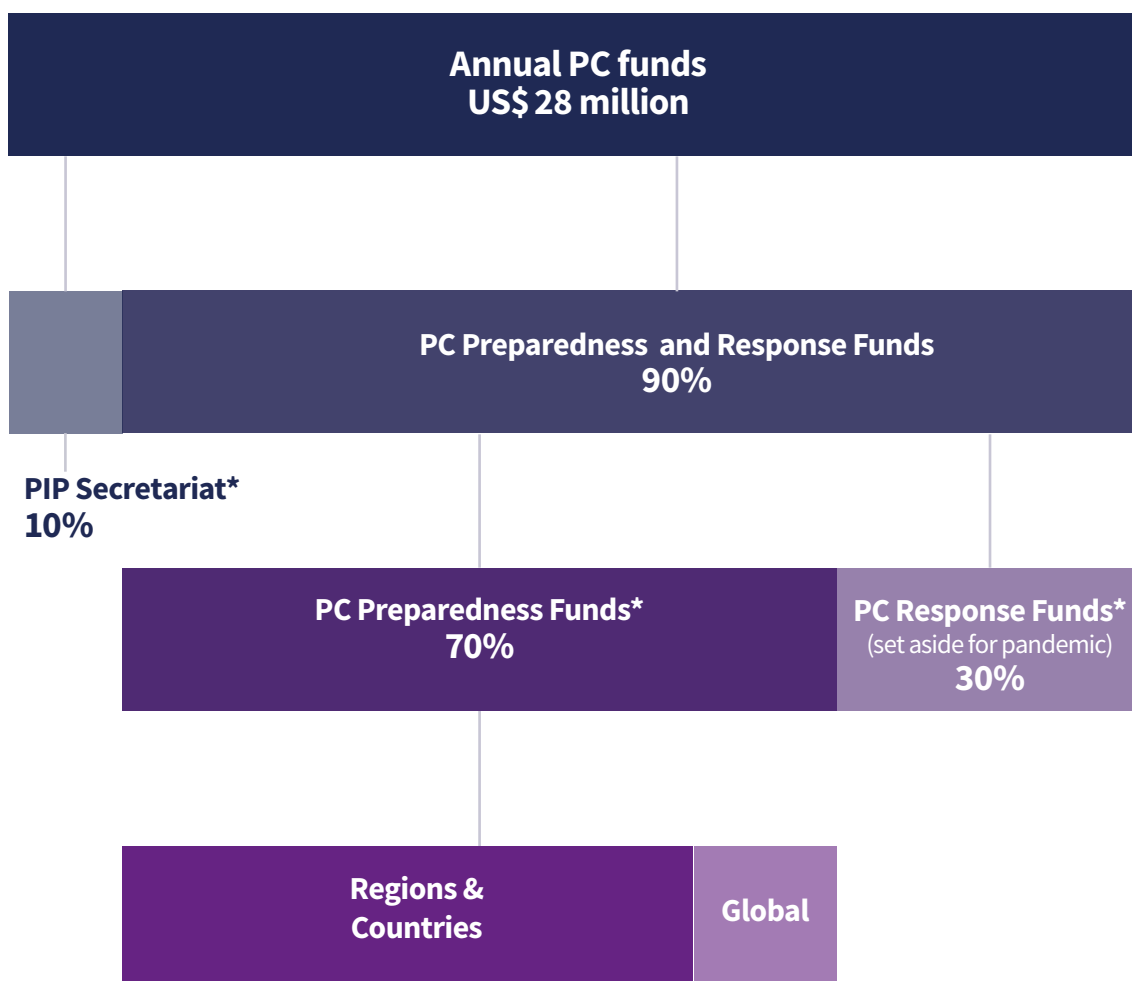 Annual PC funds
US$ 28 million
PC Preparedness and Response Funds
90%
PIP Secretariat*
10%
PC Preparedness Funds*
70%
PC Response Funds*
(set aside for pandemic)
30%
Regions &
Countries
Global